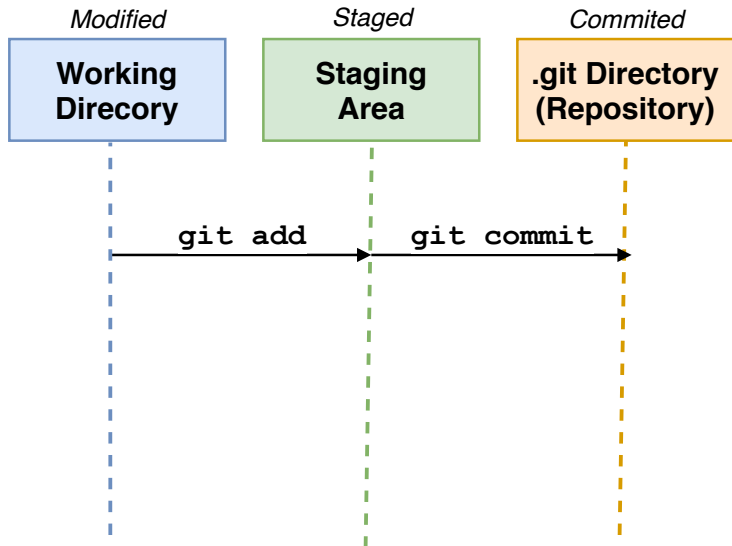 Modified
Staged
Commited
Working
Direcory
Staging
Area
.git Directory
(Repository)
git add
git commit